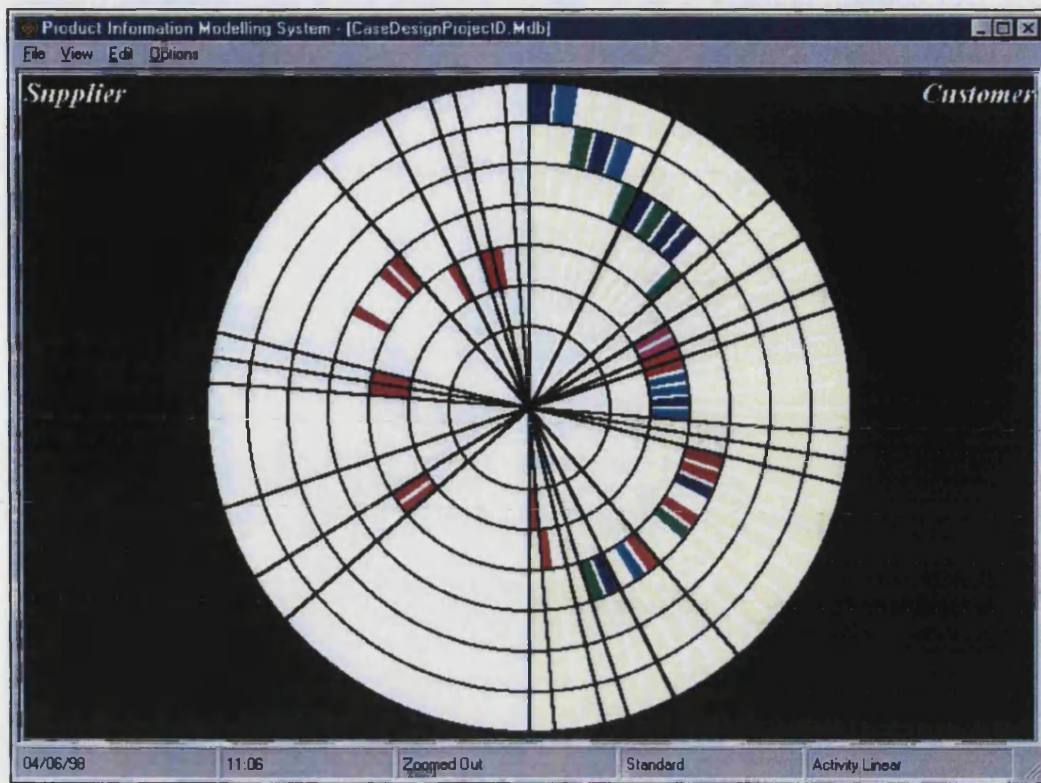 Product Information Modelling System - [CaseDesignProjectD.Mdb]
File View Edit Options
Supplier
Customer
04/06/98 11:06 Zoomed Out Standard Activity Linear